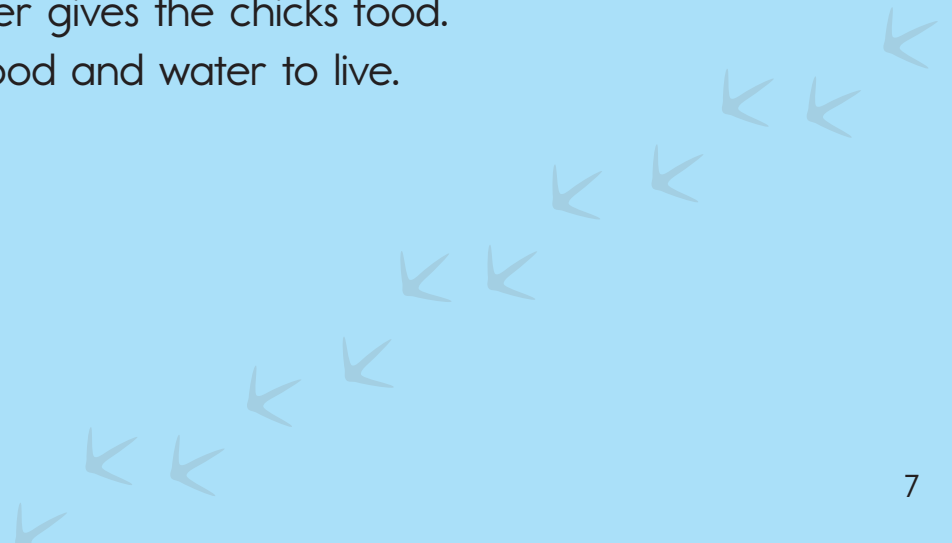 er gives the chicks food.
ood and water to live.
7